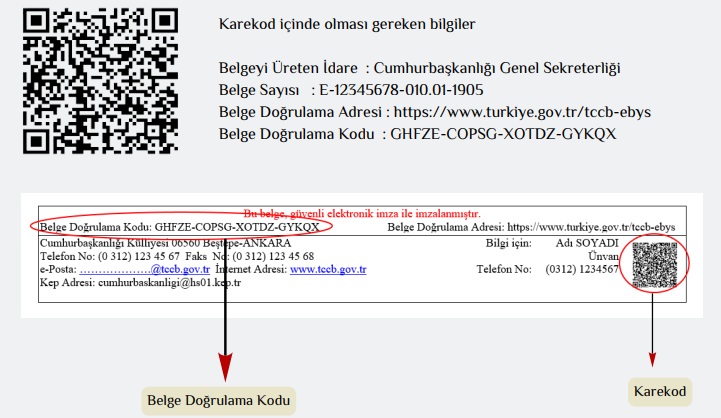 Karekod içinde olması gereken bilgiler
Belgeyi Üreten İdare : Cumhurbaşkanlığı Genel Sekreterliği
Belge Sayısı : E-12345678-010.01-1905
Belge Doğrulama Adresi : https://www.turkiye.gov.tr/tccb-ebys
Belge Doğrulama Kodu : GHFZE-COPSG-XOTDZ-GYKQX
Bu belge, güvenli elektronik imza ile imzalanmıştır.
Belge Doğrulama Kodu: GHFZE-COPSG-XOTDZ-GYKQX Belge Doğrulama Adresi: https://www.turkiye.gov.tr/tccb-ebys
Cumhurbaşkanlığı Külliyesi 06560 Beştepe-ANKARA Bilgi için: Adı SOYADI
Telefon No: (0 312) 123 45 67 Faks No: (0 312) 123 45 68 Ünvan
e-Posta: ………………@tccb.gov.tr İnternet Adresi: www.tccb.gov.tr Telefon No: (0312) 1234567
Kep Adresi: cumhurbaskanligi@hs01.kep.tr
Belge Doğrulama Kodu
Karekod